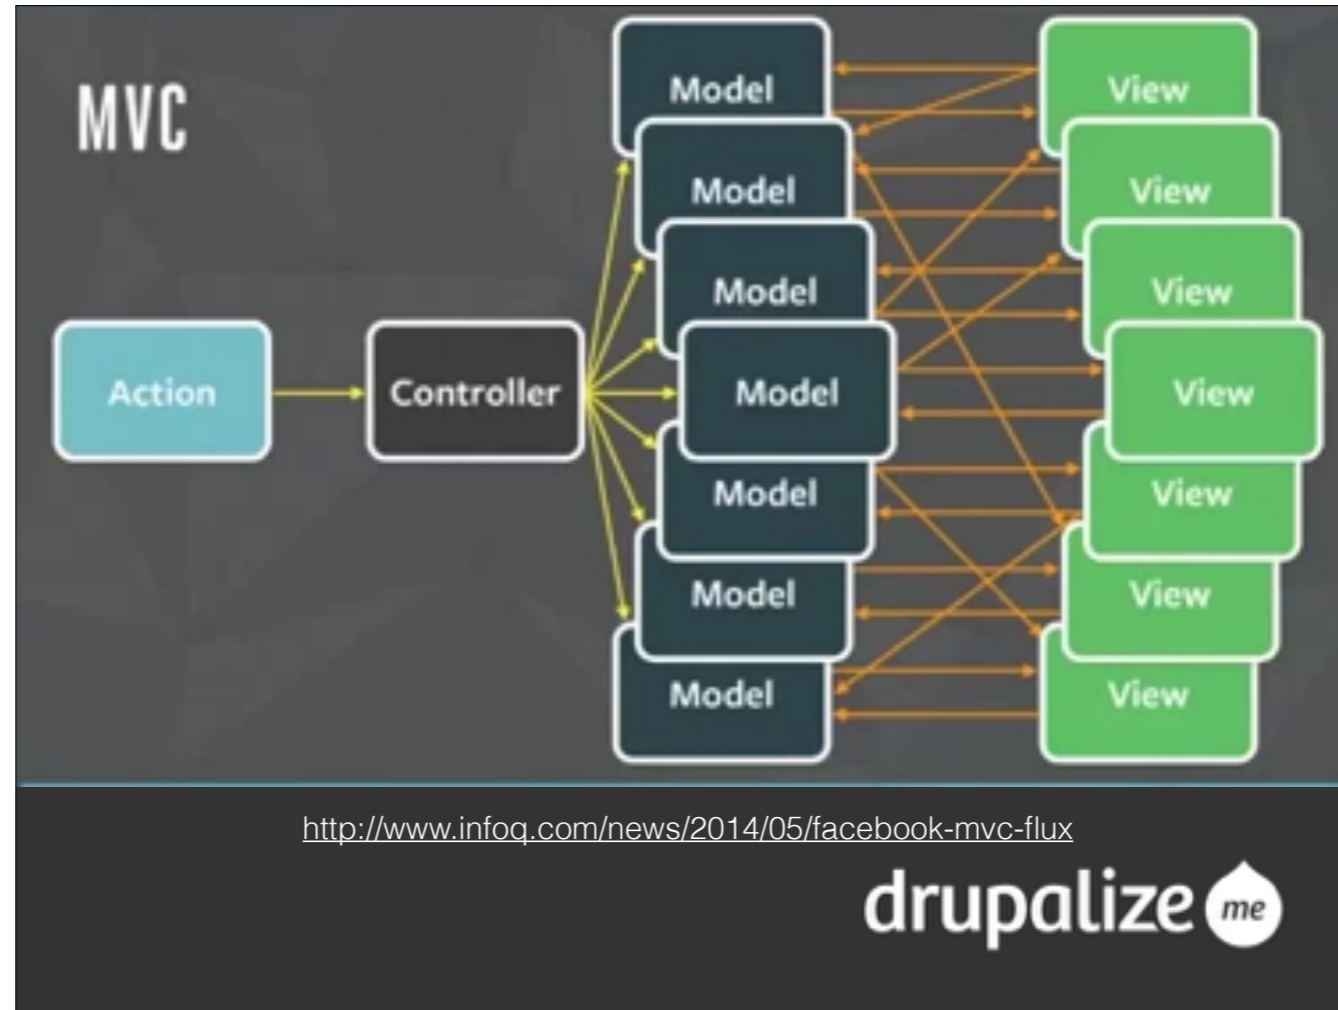 MVC
Model
View
Model
View
Model
View
Action
Controller
Model
View
Model
View
Model
View
Model
View
http://www.infoq.com/news/2014/05/facebook-mvc-flux
drupalize me